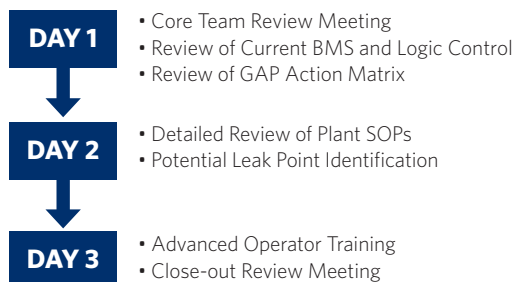 DAY 1
• Core Team Review Meeting
• Review of Current BMS and Logic Control
• Review of GAP Action Matrix
DAY 2
• Detailed Review of Plant SOPs
• Potential Leak Point Identification
DAY 3
• Advanced Operator Training
• Close-out Review Meeting